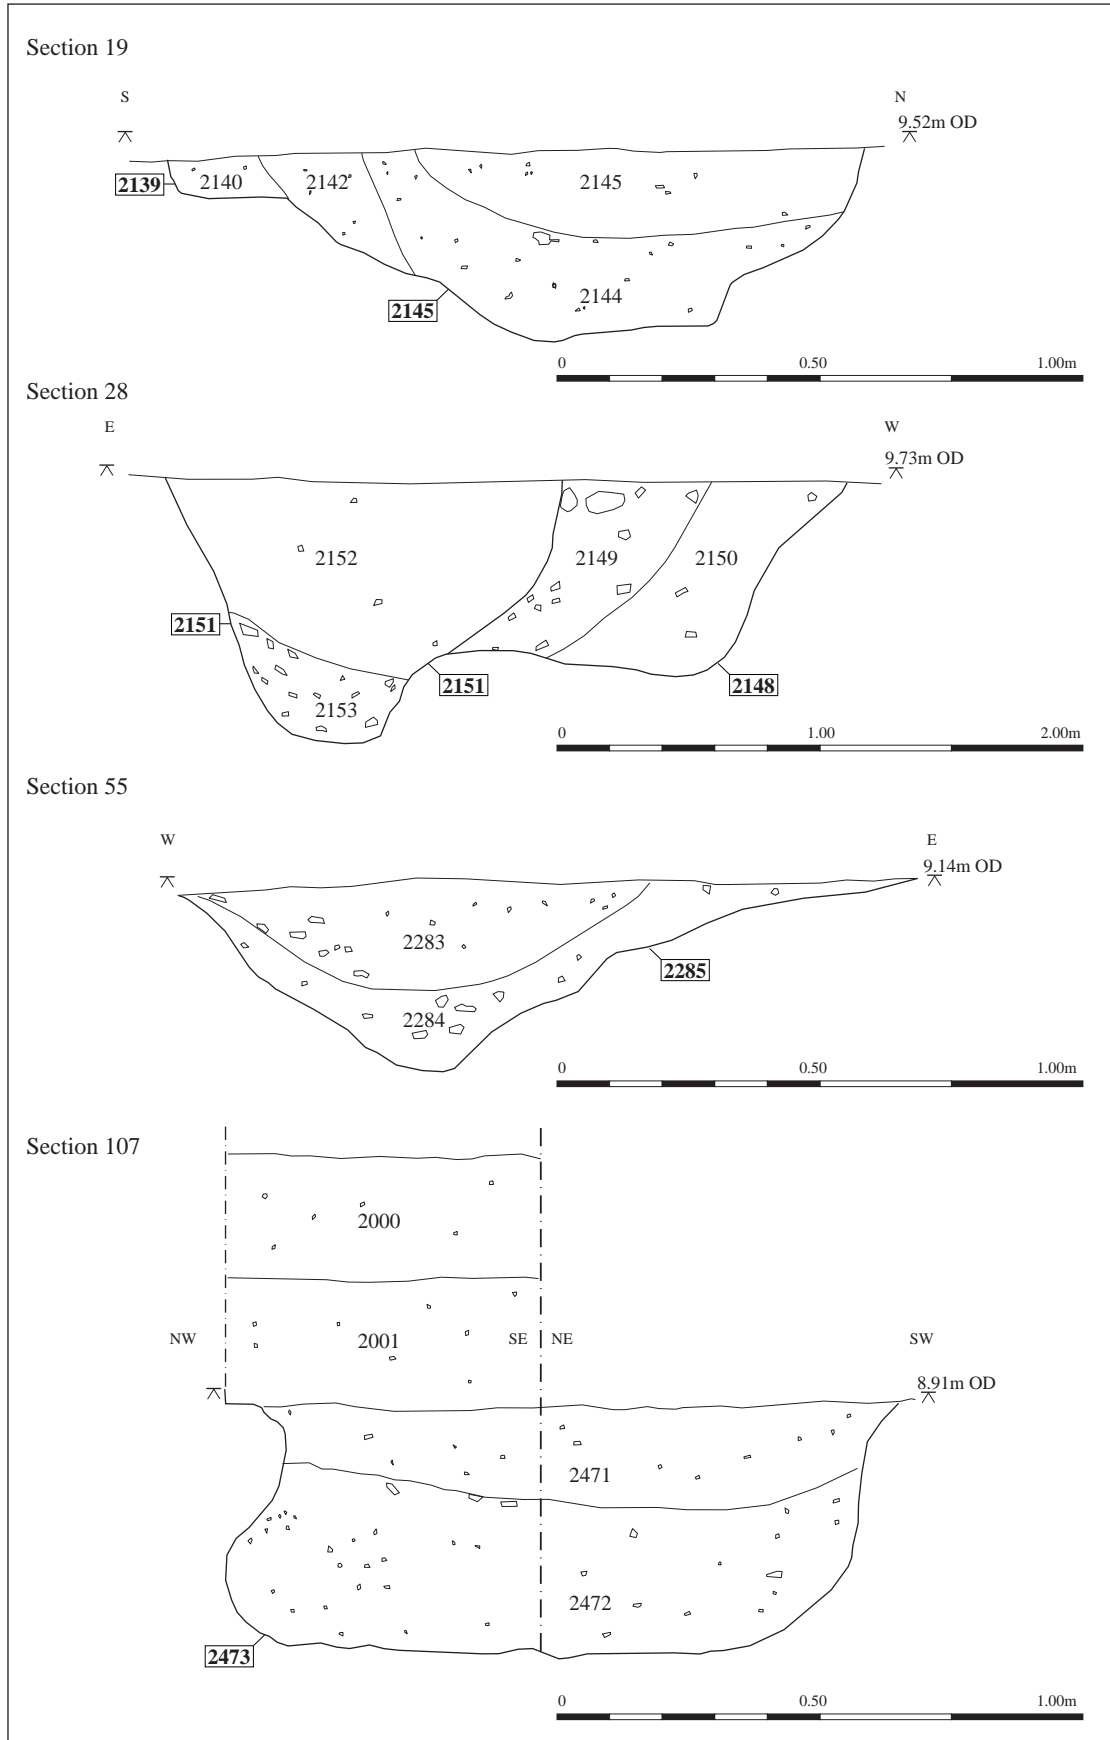 Section 19
S N
9.52m OD
2139 2140 2142 2145
2145 2144
0 0.50 1.00m
Section 28
E W
9.73m OD
2152 2149 2150
2151
2151 2148
2153
0 1.00 2.00m
Section 55
W E
9.14m OD
2283
2285
2284
0 0.50 1.00m
Section 107
2000
NW 2001 SE NE SW
8.91m OD
2471
2472
2473
0 0.50 1.00m